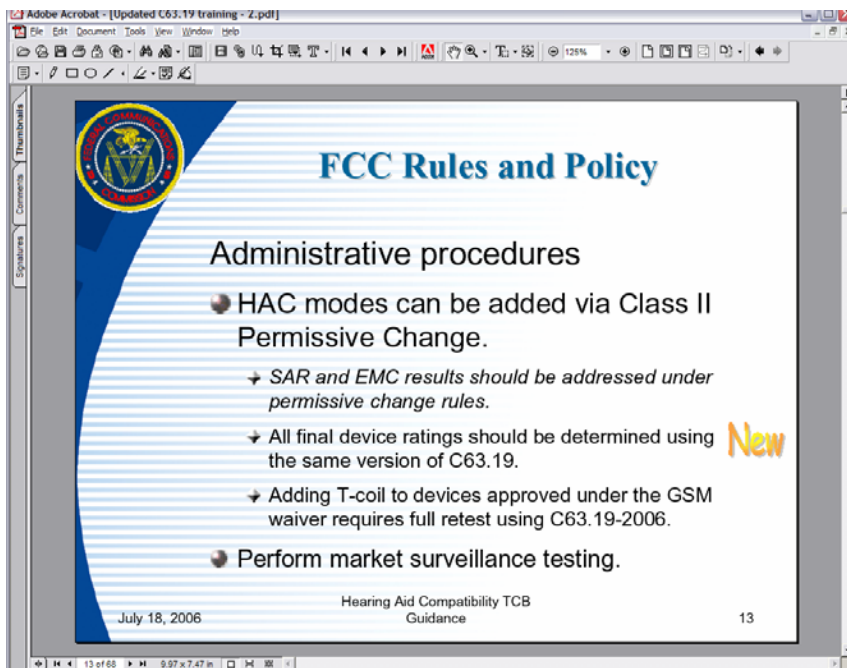 Adobe Acrobat - [Updated C63.19 training - 2.pdf]
File Edit Document Tools View Window Help
125%
Thumbnails
Comments
Signatures
FEDERAL COMMUNICATIONS
COMMISSION
FCC Rules and Policy
Administrative procedures
HAC modes can be added via Class II
Permissive Change.
SAR and EMC results should be addressed under
permissive change rules.
All final device ratings should be determined using
the same version of C63.19.
New
Adding T-coil to devices approved under the GSM
waiver requires full retest using C63.19-2006.
Perform market surveillance testing.
July 18, 2006
Hearing Aid Compatibility TCB
Guidance
13
13 of 68
9.97 x 7.47 in